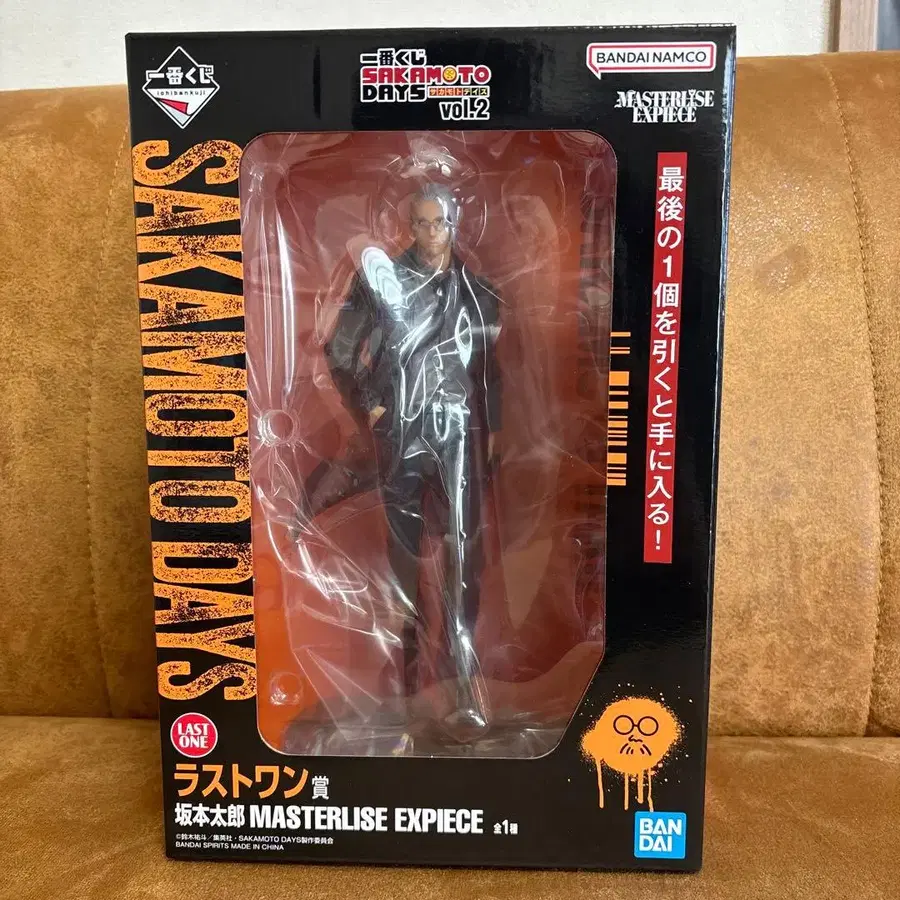 一番くじ
ichibankuji
一番くじ
SAKAMOTO
DAYS サカモトデイズ
vol.2
BANDAI NAMCO
MASTERLISE
EXPIECE
SAKAMOTO DAYS
最後の1個を引くと手に入る!
LAST
ONE
ラストワン賞
坂本太郎 MASTERLISE EXPIECE 全1種
©鈴木祐斗/集英社・SAKAMOTO DAYS製作委員会
BANDAI SPIRITS MADE IN CHINA
BAN
DAI